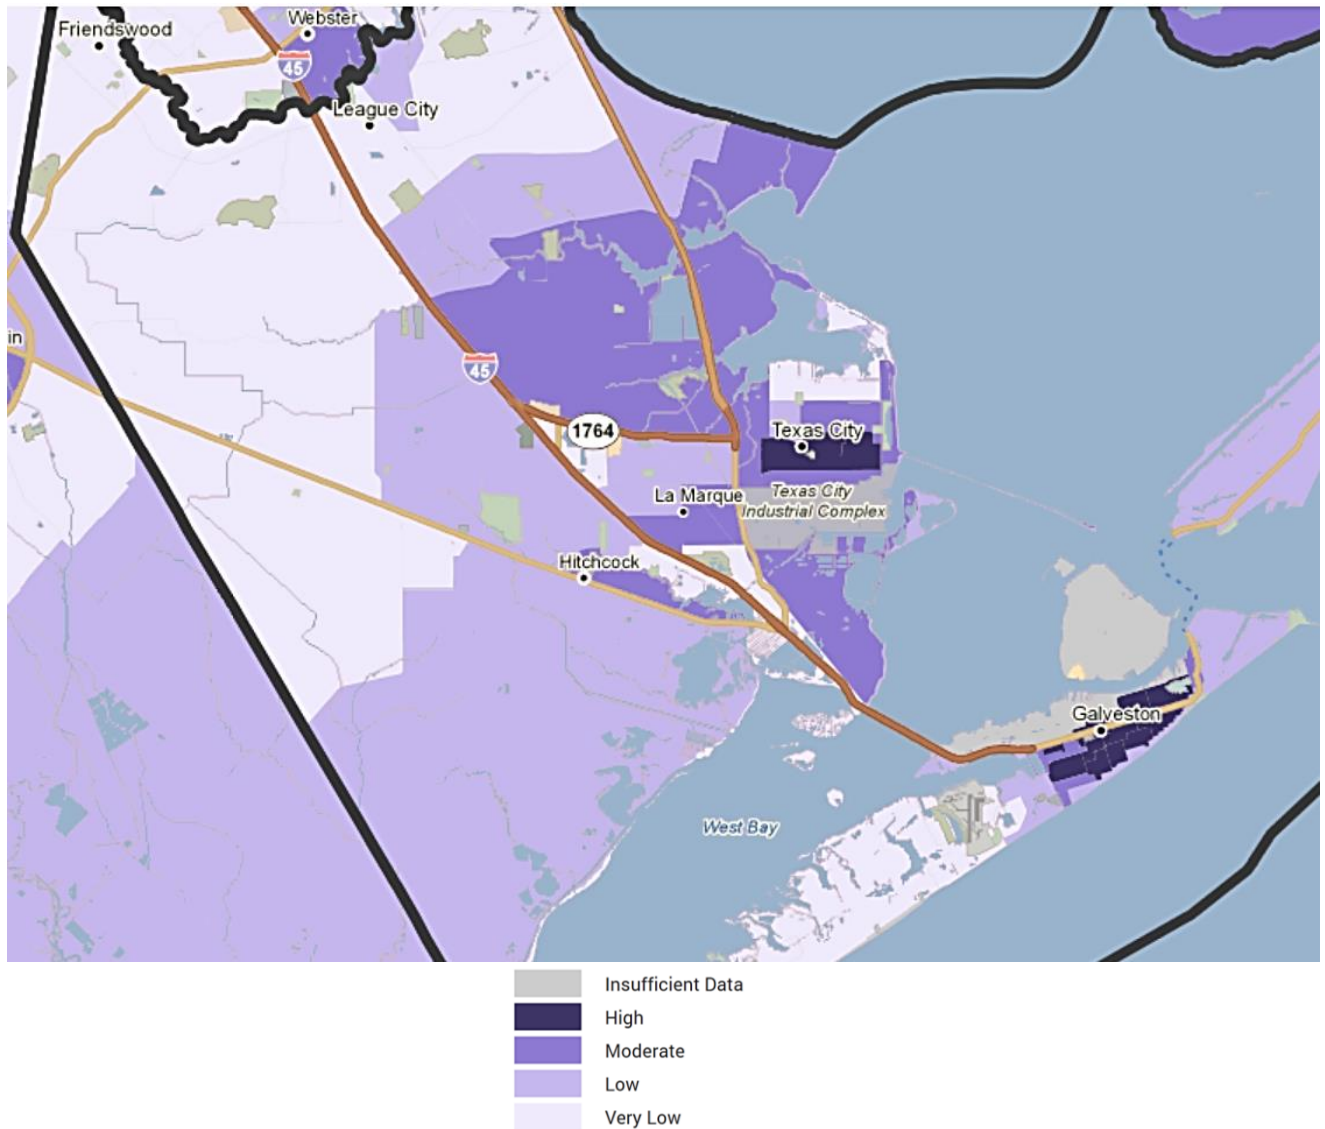 Friendswood
Webster
45
League City
in
45
1764
Texas City
La Marque
Texas City
Industrial Complex
Hitchcock
Galveston
West Bay
Insufficient Data
High
Moderate
Low
Very Low